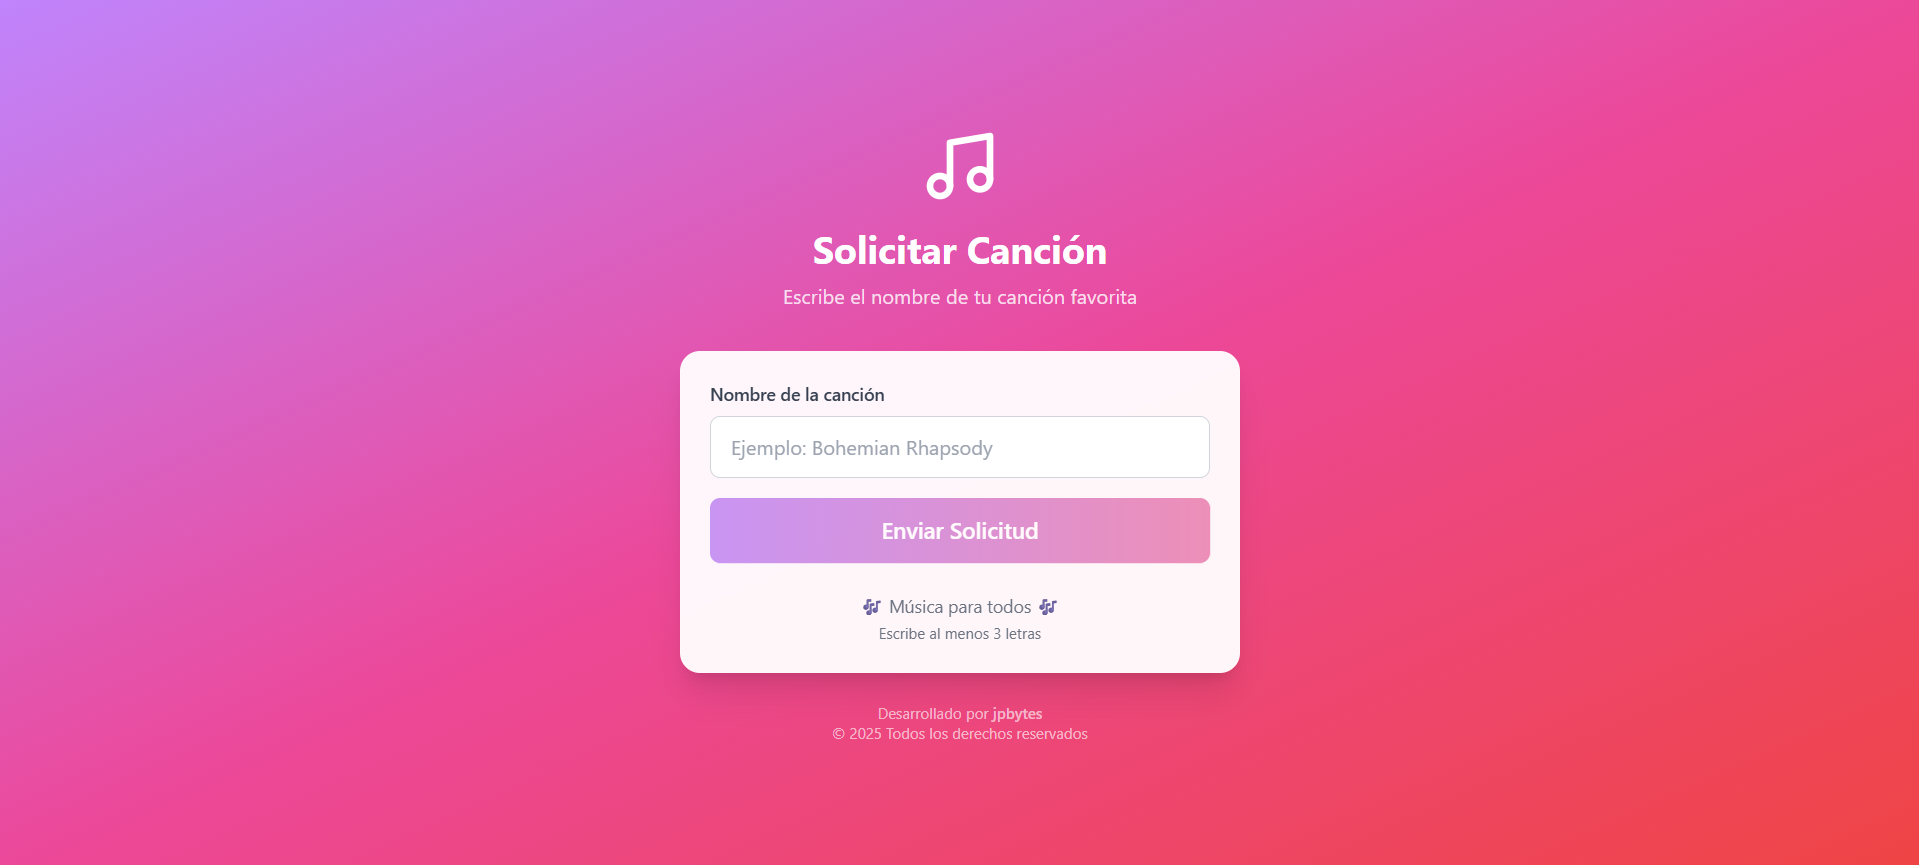 Solicitar Canción
Escribe el nombre de tu canción favorita
Nombre de la canción
Ejemplo: Bohemian Rhapsody
Enviar Solicitud
🎶 Música para todos 🎶
Escribe al menos 3 letras
Desarrollado por jpbytes
© 2025 Todos los derechos reservados